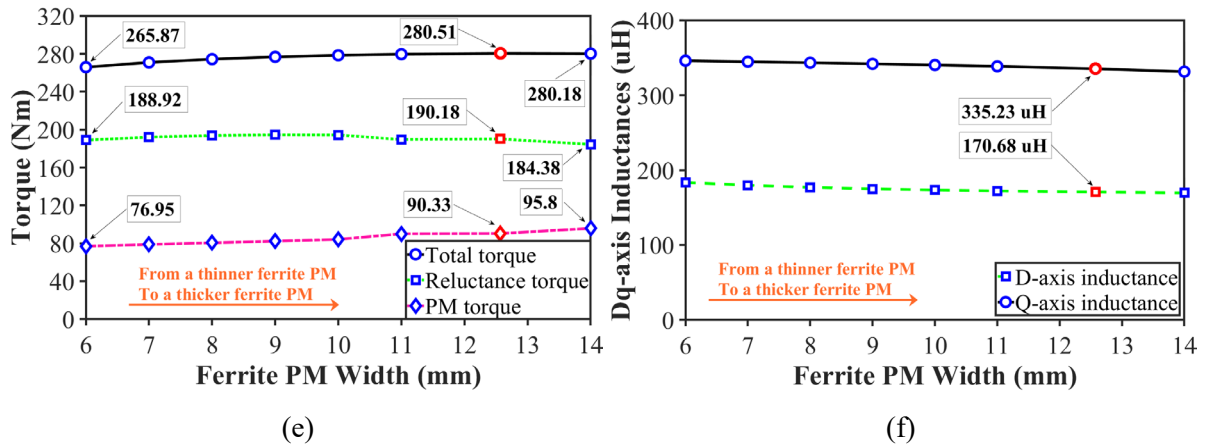 320
280
240
200
160
120
80
40
0
Torque (Nm)
265.87
280.51
280.18
188.92
190.18
184.38
76.95
90.33
95.8
From a thinner ferrite PM
To a thicker ferrite PM
Total torque
Reluctance torque
PM torque
6 7 8 9 10 11 12 13 14
Ferrite PM Width (mm)
(e)
400
300
200
100
0
Dq-axis Inductances (uH)
335.23 uH
170.68 uH
From a thinner ferrite PM
To a thicker ferrite PM
D-axis inductance
Q-axis inductance
6 7 8 9 10 11 12 13 14
Ferrite PM Width (mm)
(f)